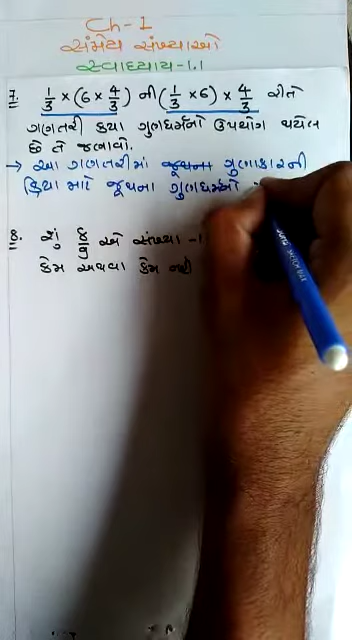 Ch-1
સંમેય સંખ્યાઓ
સ્વાધ્યાય-1.1
7. 1/3 × (6 × 4/3) ની (1/3 × 6) × 4/3 રીતે
ગણતરી કયા ગુણધર્મનો ઉપયોગ થયેલ
છે તે જણાવો.
→ આ ગણતરીમાં જૂથના ગુણાકારની
ક્રિયા માટે જૂથના ગુણધર્મનો
8. શું 8/9 એ સંખ્યા -1
કેમ અથવા કેમ નહી